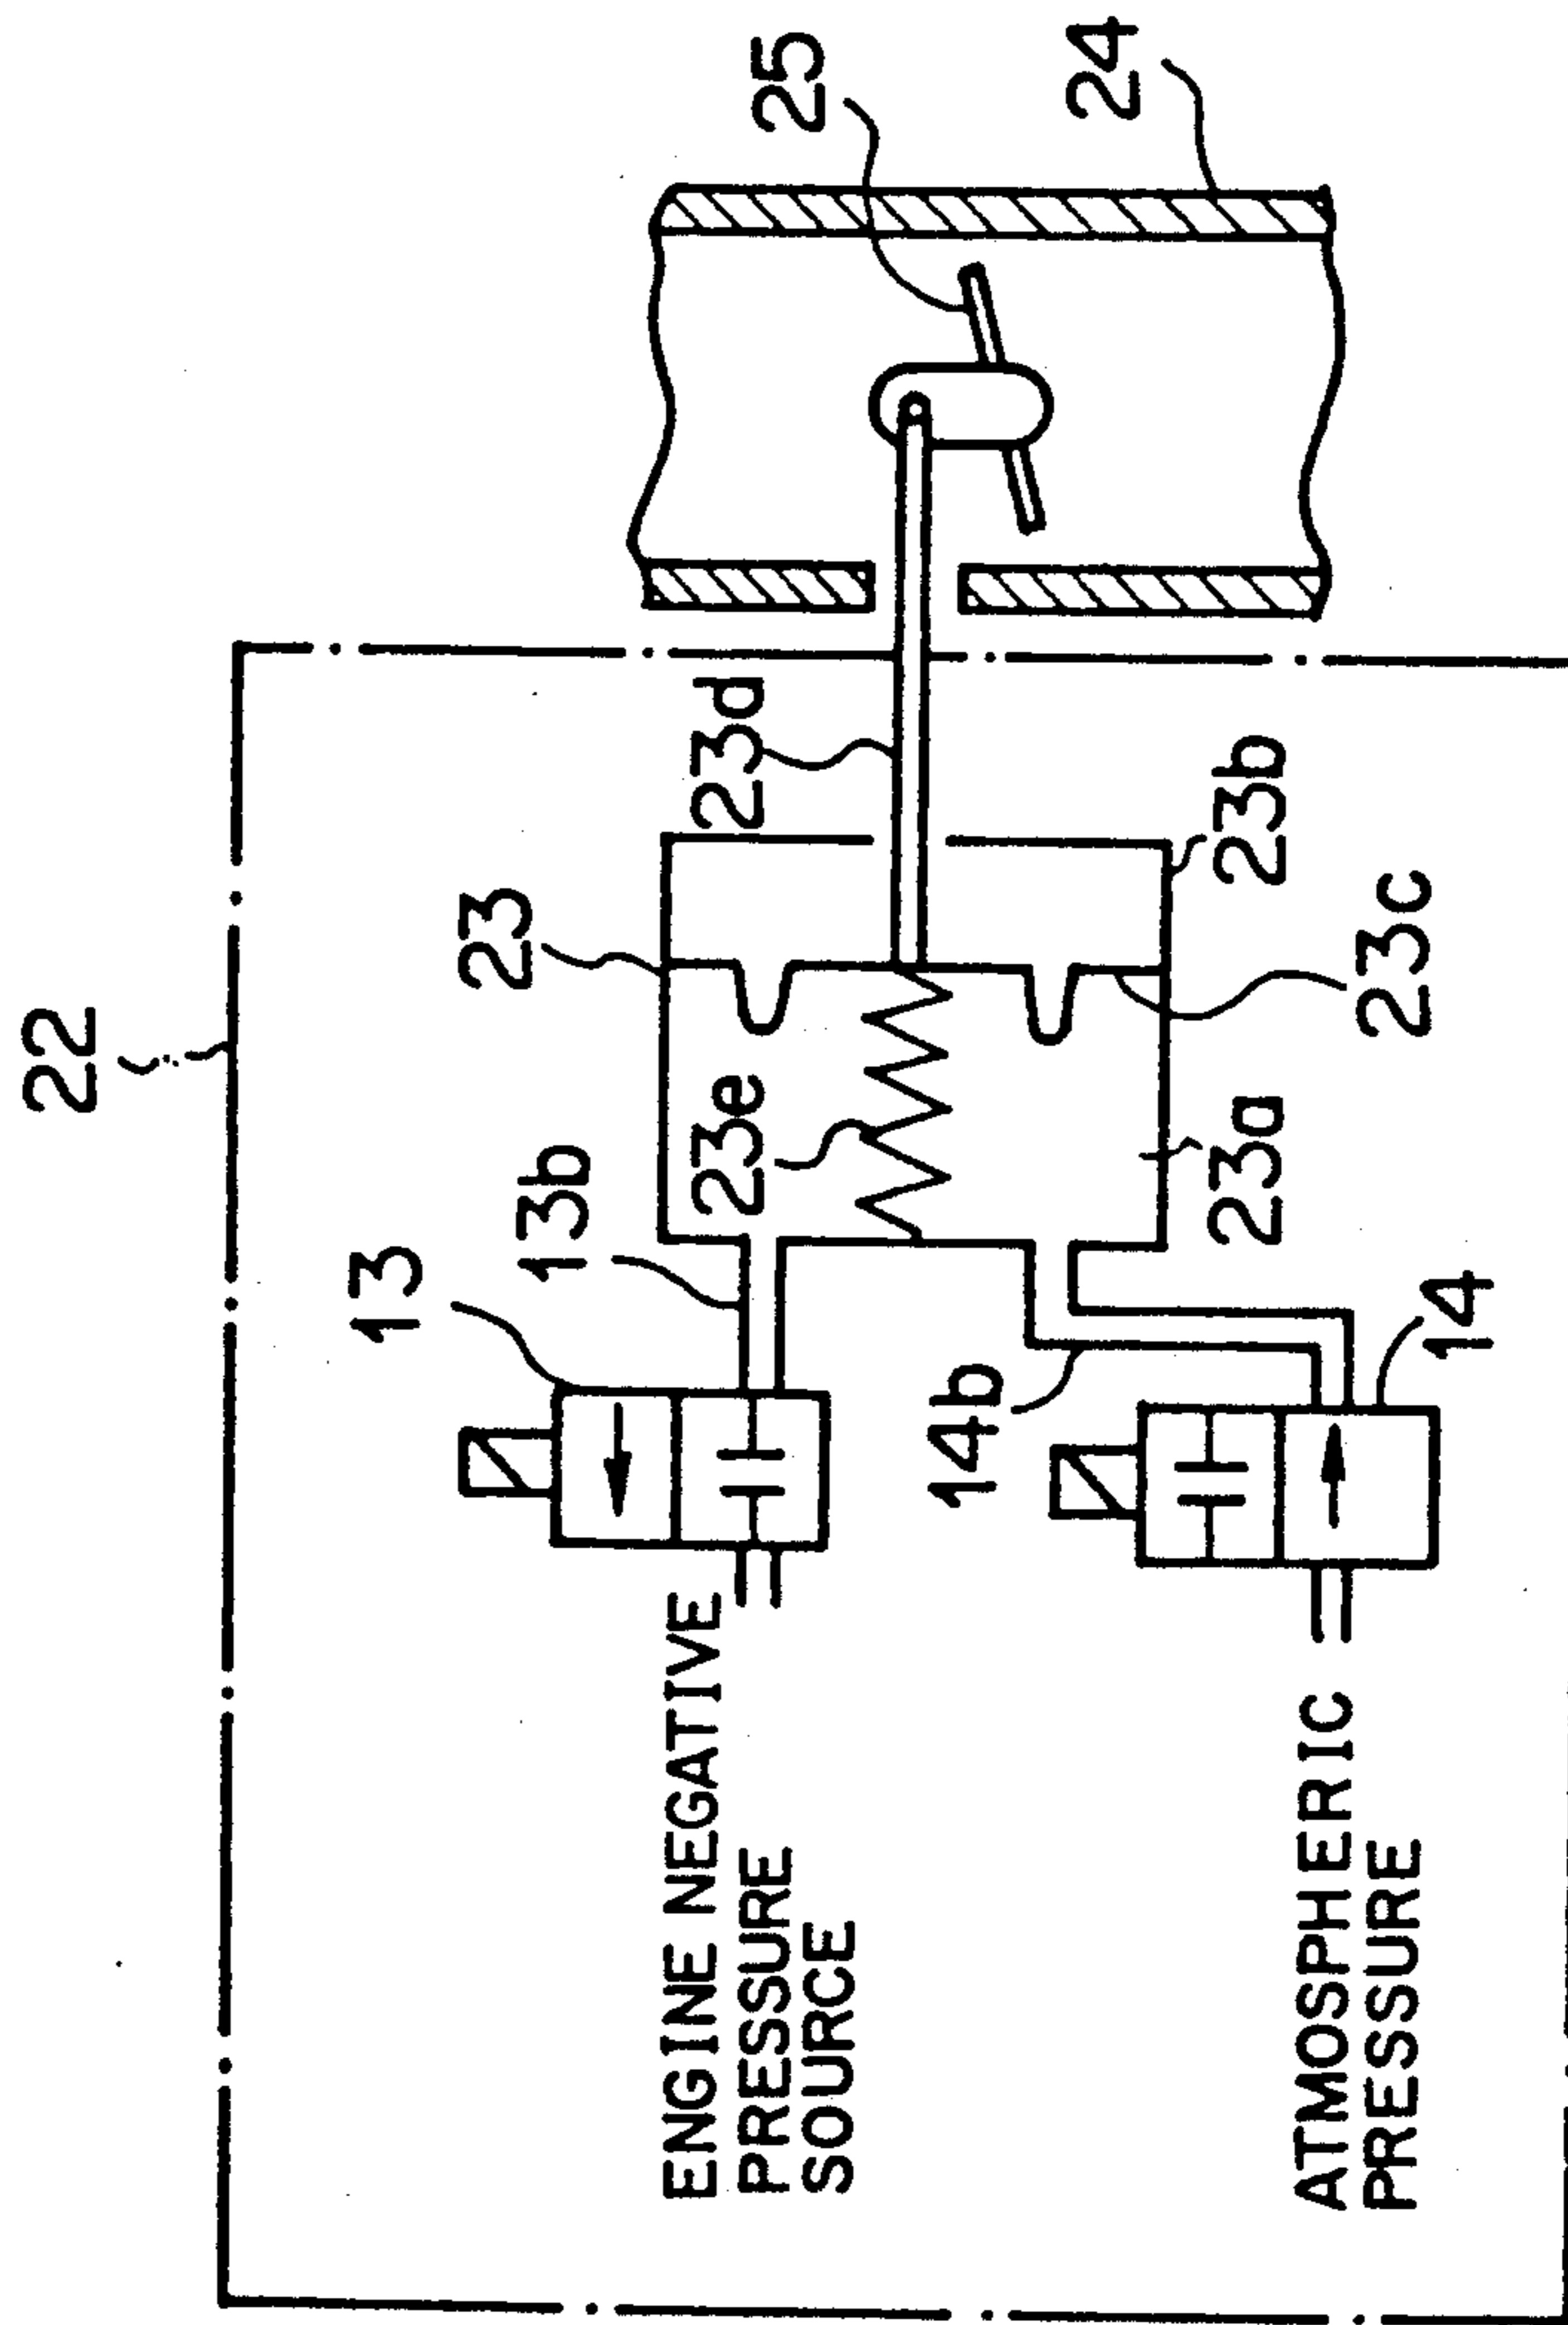 22
13
13b
23
23e
23d
25
24
ENGINE NEGATIVE
PRESSURE
SOURCE
14b
14
23a
23c
23b
ATMOSPHERIC
PRESSURE